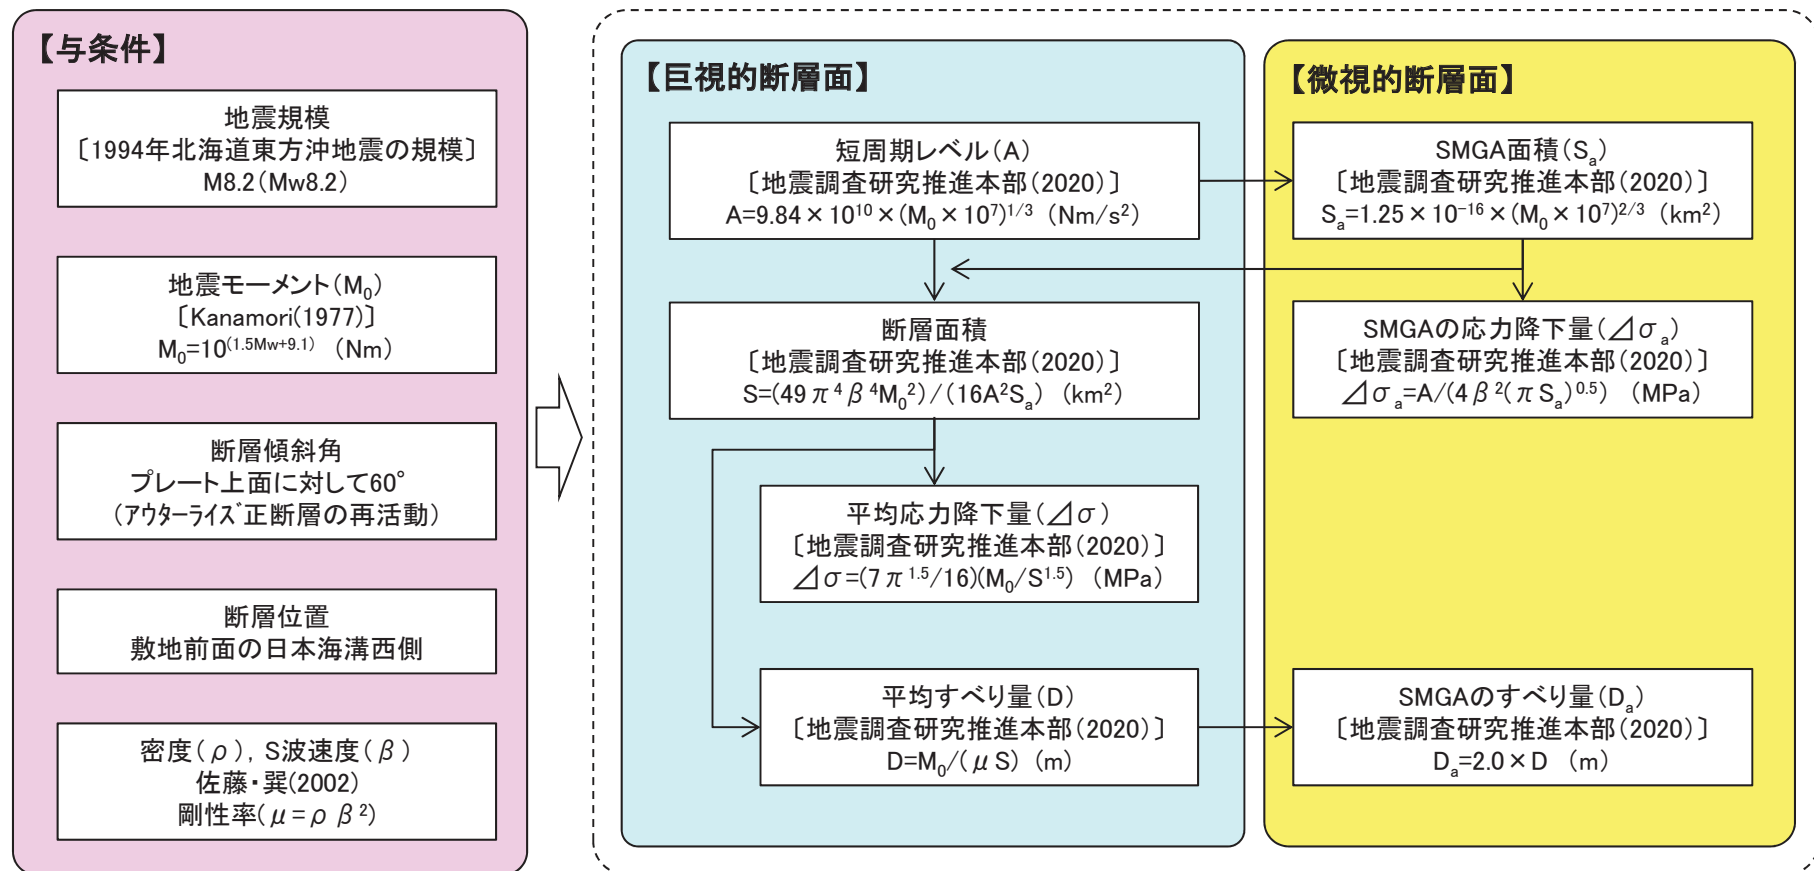 【与条件】
地震規模
〔1994年北海道東方沖地震の規模〕
M8.2(Mw8.2)
地震モーメント(M₀)
〔Kanamori(1977)〕
M₀=10^(1.5Mw+9.1) (Nm)
断層傾斜角
プレート上面に対して60°
(アウターライズ正断層の再活動)
断層位置
敷地前面の日本海溝西側
密度(ρ), S波速度(β)
佐藤・巽(2002)
剛性率(μ=ρβ²)
【巨視的断層面】
短周期レベル(A)
〔地震調査研究推進本部(2020)〕
A=9.84×10¹⁰×(M₀×10⁷)^1/3 (Nm/s²)
断層面積
〔地震調査研究推進本部(2020)〕
S=(49π⁴β⁴M₀²)/(16A²Sₐ) (km²)
平均応力降下量(⊿σ)
〔地震調査研究推進本部(2020)〕
⊿σ=(7π^1.5/16)(M₀/S^1.5) (MPa)
平均すべり量(D)
〔地震調査研究推進本部(2020)〕
D=M₀/(μS) (m)
【微視的断層面】
SMGA面積(Sₐ)
〔地震調査研究推進本部(2020)〕
Sₐ=1.25×10⁻¹⁶×(M₀×10⁷)^2/3 (km²)
SMGAの応力降下量(⊿σₐ)
〔地震調査研究推進本部(2020)〕
⊿σₐ=A/(4β²(πSₐ)^0.5) (MPa)
SMGAのすべり量(Dₐ)
〔地震調査研究推進本部(2020)〕
Dₐ=2.0×D (m)